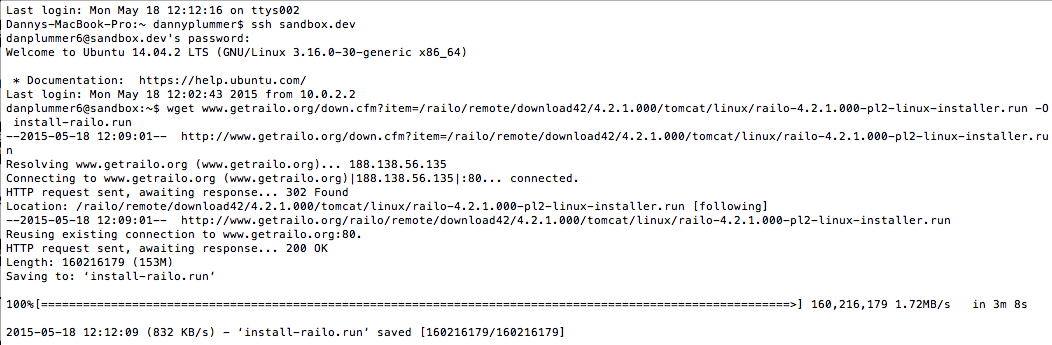 Last login: Mon May 18 12:12:16 on ttys002
Dannys-MacBook-Pro:~ dannyplummer$ ssh sandbox.dev
danplummer6@sandbox.dev's password:
Welcome to Ubuntu 14.04.2 LTS (GNU/Linux 3.16.0-30-generic x86_64)
* Documentation:  https://help.ubuntu.com/
Last login: Mon May 18 12:02:43 2015 from 10.0.2.2
danplummer6@sandbox:~$ wget www.getrailo.org/down.cfm?item=/railo/remote/download42/4.2.1.000/tomcat/linux/railo-4.2.1.000-pl2-linux-installer.run -O
install-railo.run
--2015-05-18 12:09:01--  http://www.getrailo.org/down.cfm?item=/railo/remote/download42/4.2.1.000/tomcat/linux/railo-4.2.1.000-pl2-linux-installer.ru
n
Resolving www.getrailo.org (www.getrailo.org)... 188.138.56.135
Connecting to www.getrailo.org (www.getrailo.org)|188.138.56.135|:80... connected.
HTTP request sent, awaiting response... 302 Found
Location: /railo/remote/download42/4.2.1.000/tomcat/linux/railo-4.2.1.000-pl2-linux-installer.run [following]
--2015-05-18 12:09:01--  http://www.getrailo.org/railo/remote/download42/4.2.1.000/tomcat/linux/railo-4.2.1.000-pl2-linux-installer.run
Reusing existing connection to www.getrailo.org:80.
HTTP request sent, awaiting response... 200 OK
Length: 160216179 (153M)
Saving to: ‘install-railo.run’
100%[===========================================================================================================>] 160,216,179 1.72MB/s   in 3m 8s
2015-05-18 12:12:09 (832 KB/s) - ‘install-railo.run’ saved [160216179/160216179]